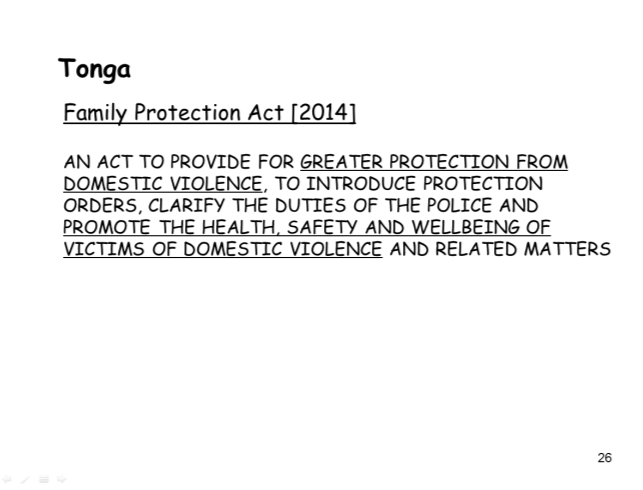 Tonga
Family Protection Act [2014]
AN ACT TO PROVIDE FOR GREATER PROTECTION FROM
DOMESTIC VIOLENCE, TO INTRODUCE PROTECTION
ORDERS, CLARIFY THE DUTIES OF THE POLICE AND
PROMOTE THE HEALTH, SAFETY AND WELLBEING OF
VICTIMS OF DOMESTIC VIOLENCE AND RELATED MATTERS
26